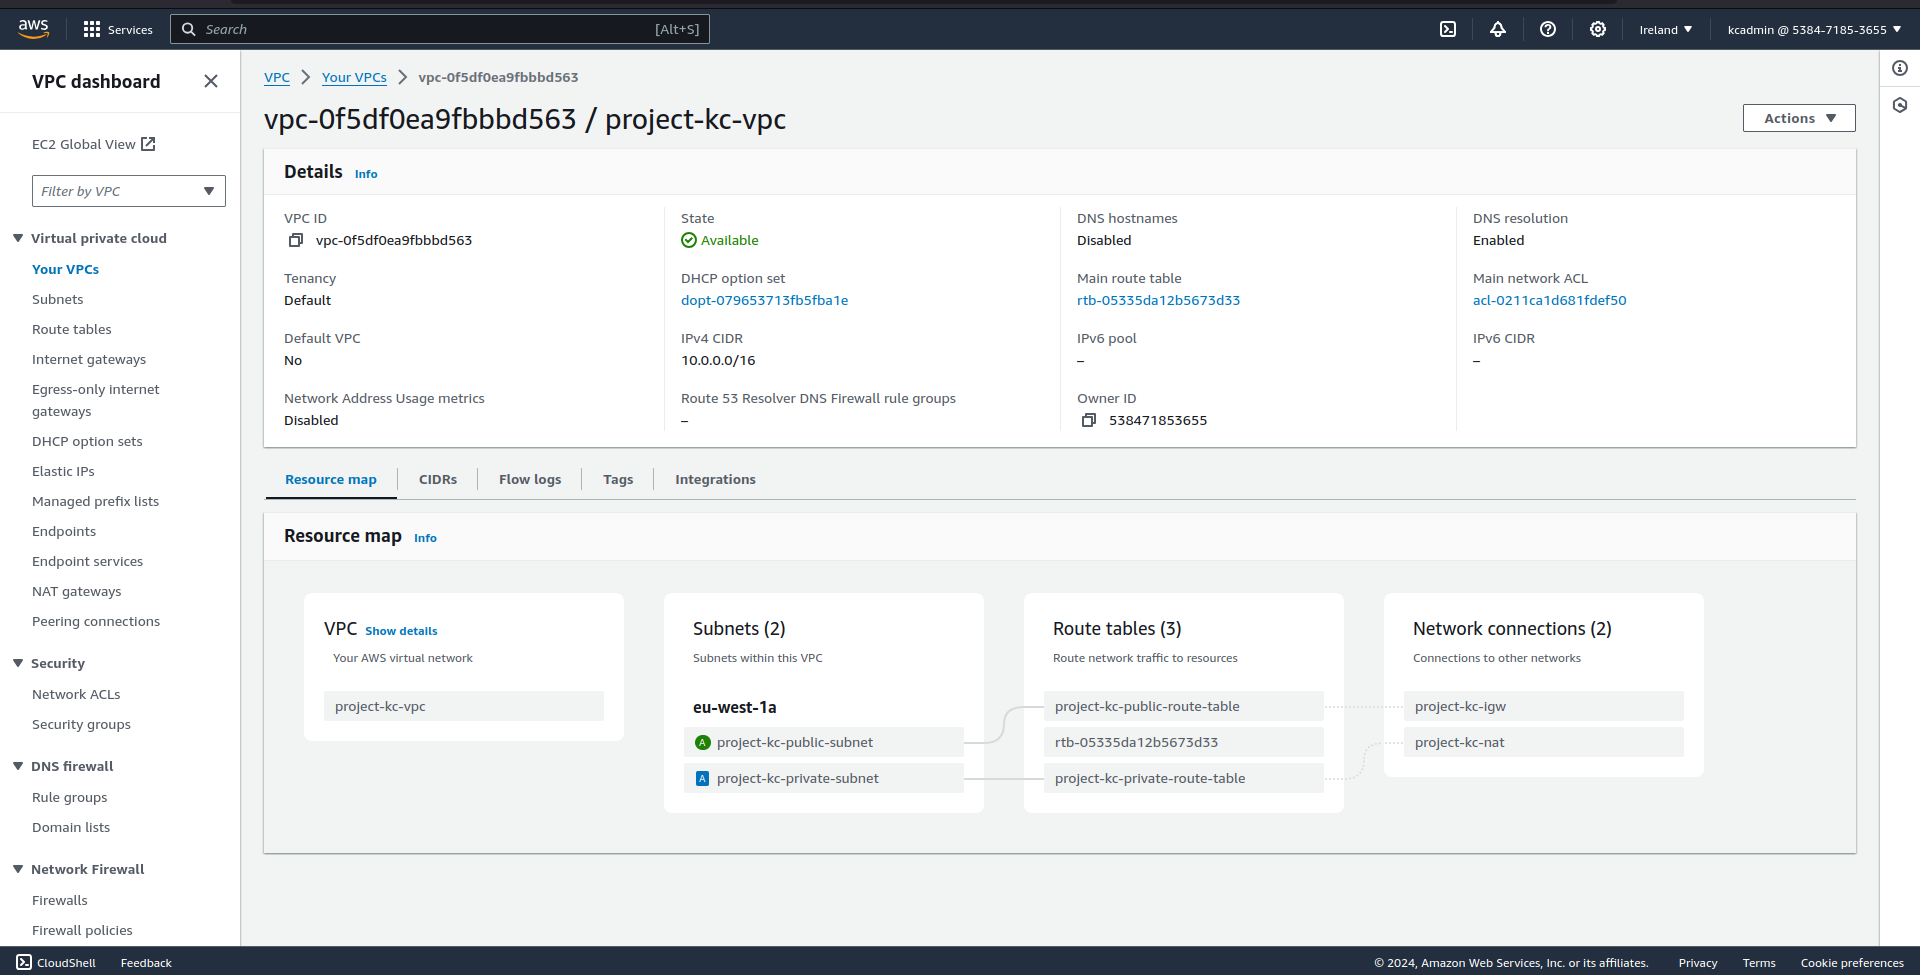 aws
Services
Search
[Alt+S]
Ireland
kcadmin @ 5384-7185-3655
VPC dashboard
EC2 Global View
Filter by VPC
Virtual private cloud
Your VPCs
Subnets
Route tables
Internet gateways
Egress-only internet
gateways
DHCP option sets
Elastic IPs
Managed prefix lists
Endpoints
Endpoint services
NAT gateways
Peering connections
Security
Network ACLs
Security groups
DNS firewall
Rule groups
Domain lists
Network Firewall
Firewalls
Firewall policies
VPC > Your VPCs > vpc-0f5df0ea9fbbbd563
vpc-0f5df0ea9fbbbd563 / project-kc-vpc
Actions
Details Info
VPC ID
vpc-0f5df0ea9fbbbd563
State
Available
DNS hostnames
Disabled
DNS resolution
Enabled
Tenancy
Default
DHCP option set
dopt-079653713fb5fba1e
Main route table
rtb-05335da12b5673d33
Main network ACL
acl-0211ca1d681fdef50
Default VPC
No
IPv4 CIDR
10.0.0.0/16
IPv6 pool
–
IPv6 CIDR
–
Network Address Usage metrics
Disabled
Route 53 Resolver DNS Firewall rule groups
–
Owner ID
538471853655
Resource map
CIDRs
Flow logs
Tags
Integrations
Resource map Info
VPC Show details
Your AWS virtual network
project-kc-vpc
Subnets (2)
Subnets within this VPC
eu-west-1a
A project-kc-public-subnet
A project-kc-private-subnet
Route tables (3)
Route network traffic to resources
project-kc-public-route-table
rtb-05335da12b5673d33
project-kc-private-route-table
Network connections (2)
Connections to other networks
project-kc-igw
project-kc-nat
CloudShell
Feedback
© 2024, Amazon Web Services, Inc. or its affiliates.
Privacy
Terms
Cookie preferences